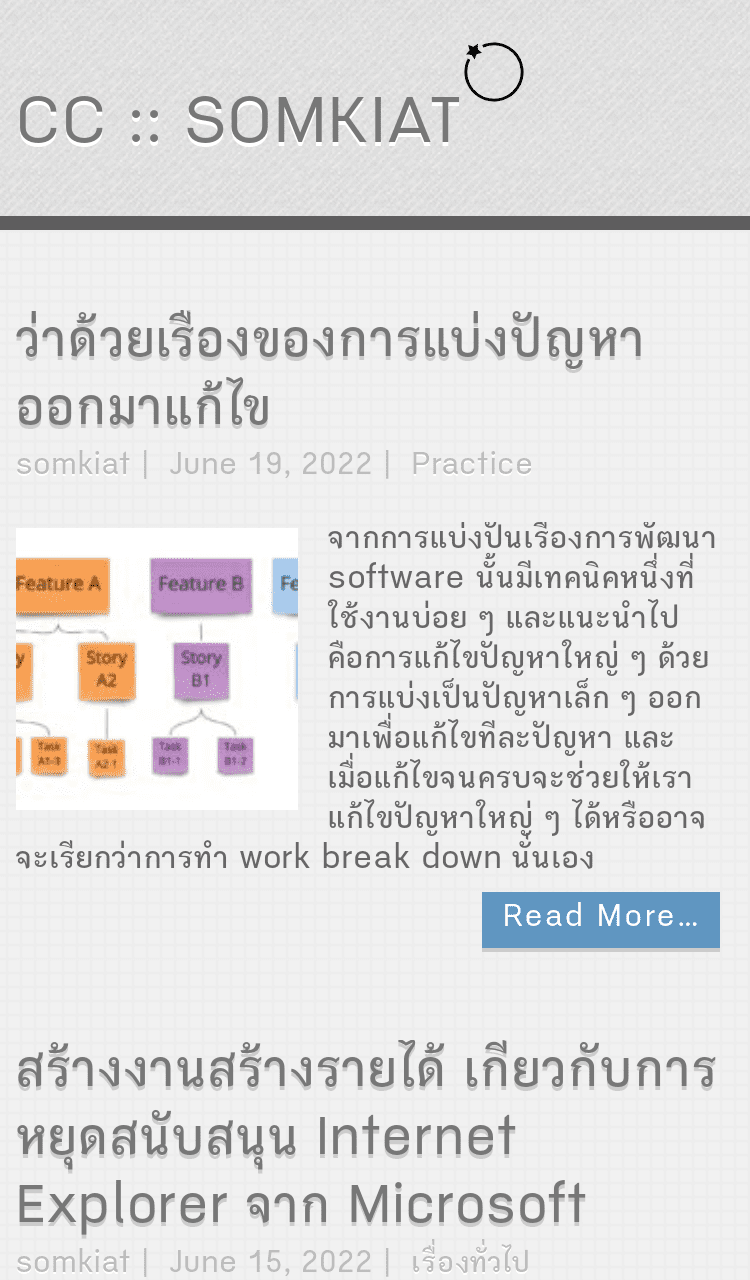 CC :: SOMKIAT
ว่าด้วยเรื่องของการแบ่งปัญหา
ออกมาแก้ไข
somkiat | June 19, 2022 | Practice
Feature A
Feature B
Fe
y
Story
A2
Story
B1
Task
A1-3
Task
A2 1
Task
B1-1
Task
B1-2
จากการแบ่งปันเรื่องการพัฒนา
software นั้นมีเทคนิคหนึ่งที่
ใช้งานบ่อย ๆ และแนะนำไป
คือการแก้ไขปัญหาใหญ่ ๆ ด้วย
การแบ่งเป็นปัญหาเล็ก ๆ ออก
มาเพื่อแก้ไขทีละปัญหา และ
เมื่อแก้ไขจนครบจะช่วยให้เรา
แก้ไขปัญหาใหญ่ ๆ ได้หรืออาจ
จะเรียกว่าการทำ work break down นั่นเอง
Read More...
สร้างงานสร้างรายได้ เกี่ยวกับการ
หยุดสนับสนุน Internet
Explorer จาก Microsoft
somkiat | June 15, 2022 | เรื่องทั่วไป